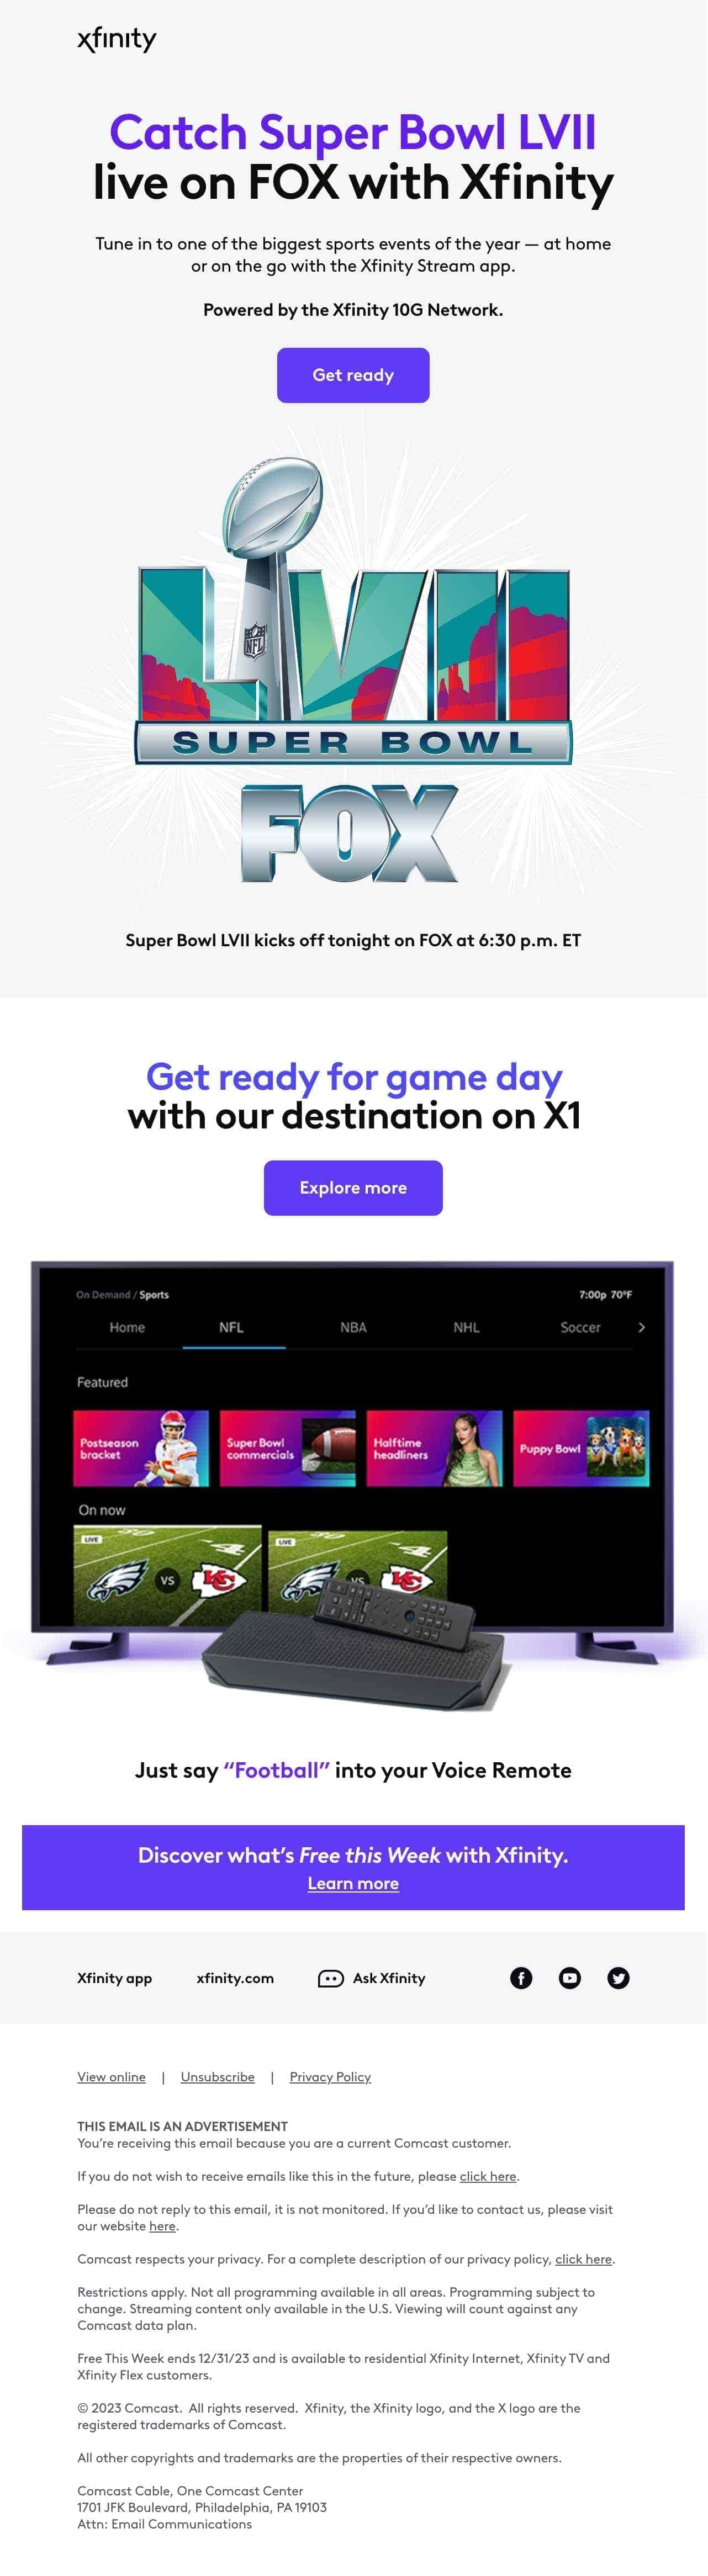 xfinity
Catch Super Bowl LVII
live on FOX with Xfinity
Tune in to one of the biggest sports events of the year — at home
or on the go with the Xfinity Stream app.
Powered by the Xfinity 10G Network.
Get ready
NFL
LVII
SUPER BOWL
FOX
Super Bowl LVII kicks off tonight on FOX at 6:30 p.m. ET
Get ready for game day
with our destination on X1
Explore more
On Demand / Sports 7:00p 70°F
Home NFL NBA NHL Soccer >
Featured
Postseason
bracket
Super Bowl
commercials
Halftime
headliners
Puppy Bowl
On now
LIVE
VS
KC
LIVE
VS
KC
Just say “Football” into your Voice Remote
Discover what’s Free this Week with Xfinity.
Learn more
Xfinity app xfinity.com Ask Xfinity
View online | Unsubscribe | Privacy Policy
THIS EMAIL IS AN ADVERTISEMENT
You’re receiving this email because you are a current Comcast customer.
If you do not wish to receive emails like this in the future, please click here.
Please do not reply to this email, it is not monitored. If you’d like to contact us, please visit
our website here.
Comcast respects your privacy. For a complete description of our privacy policy, click here.
Restrictions apply. Not all programming available in all areas. Programming subject to
change. Streaming content only available in the U.S. Viewing will count against any
Comcast data plan.
Free This Week ends 12/31/23 and is available to residential Xfinity Internet, Xfinity TV and
Xfinity Flex customers.
© 2023 Comcast. All rights reserved. Xfinity, the Xfinity logo, and the X logo are the
registered trademarks of Comcast.
All other copyrights and trademarks are the properties of their respective owners.
Comcast Cable, One Comcast Center
1701 JFK Boulevard, Philadelphia, PA 19103
Attn: Email Communications